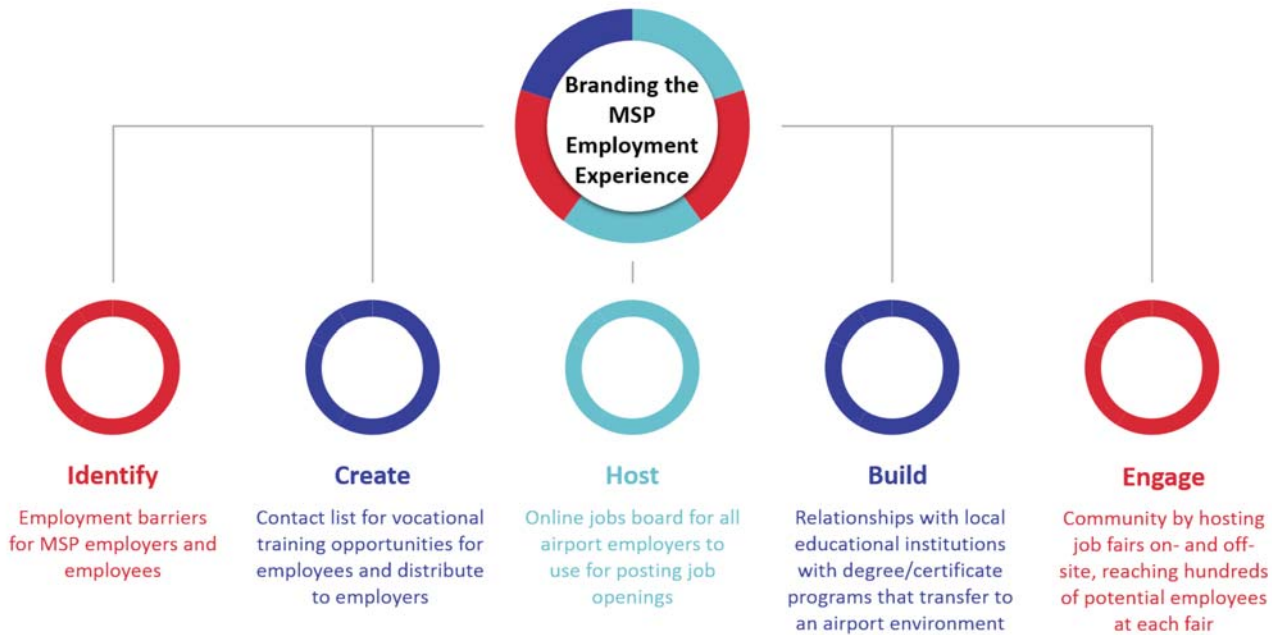 Branding the
MSP
Employment
Experience
Identify
Employment barriers
for MSP employers and
employees
Create
Contact list for vocational
training opportunities for
employees and distribute
to employers
Host
Online jobs board for all
airport employers to
use for posting job
openings
Build
Relationships with local
educational institutions
with degree/certificate
programs that transfer to
an airport environment
Engage
Community by hosting
job fairs on- and off-
site, reaching hundreds
of potential employees
at each fair